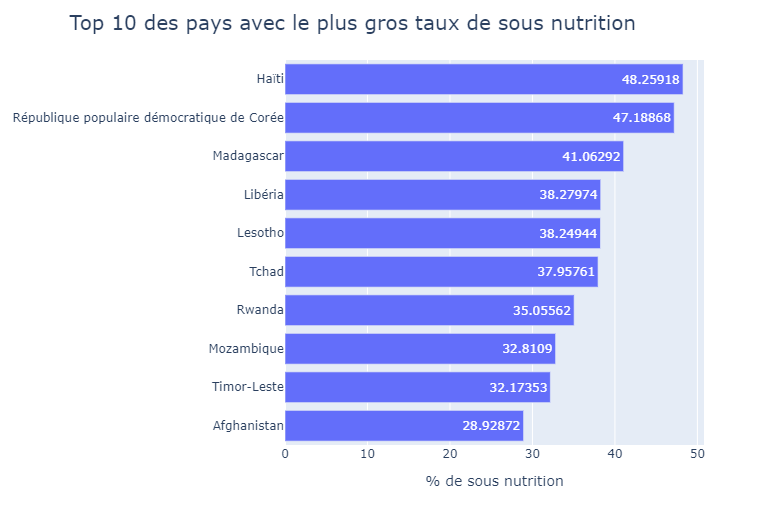 Top 10 des pays avec le plus gros taux de sous nutrition
Haïti 48.25918
République populaire démocratique de Corée 47.18868
Madagascar 41.06292
Libéria 38.27974
Lesotho 38.24944
Tchad 37.95761
Rwanda 35.05562
Mozambique 32.8109
Timor-Leste 32.17353
Afghanistan 28.92872
0 10 20 30 40 50
% de sous nutrition